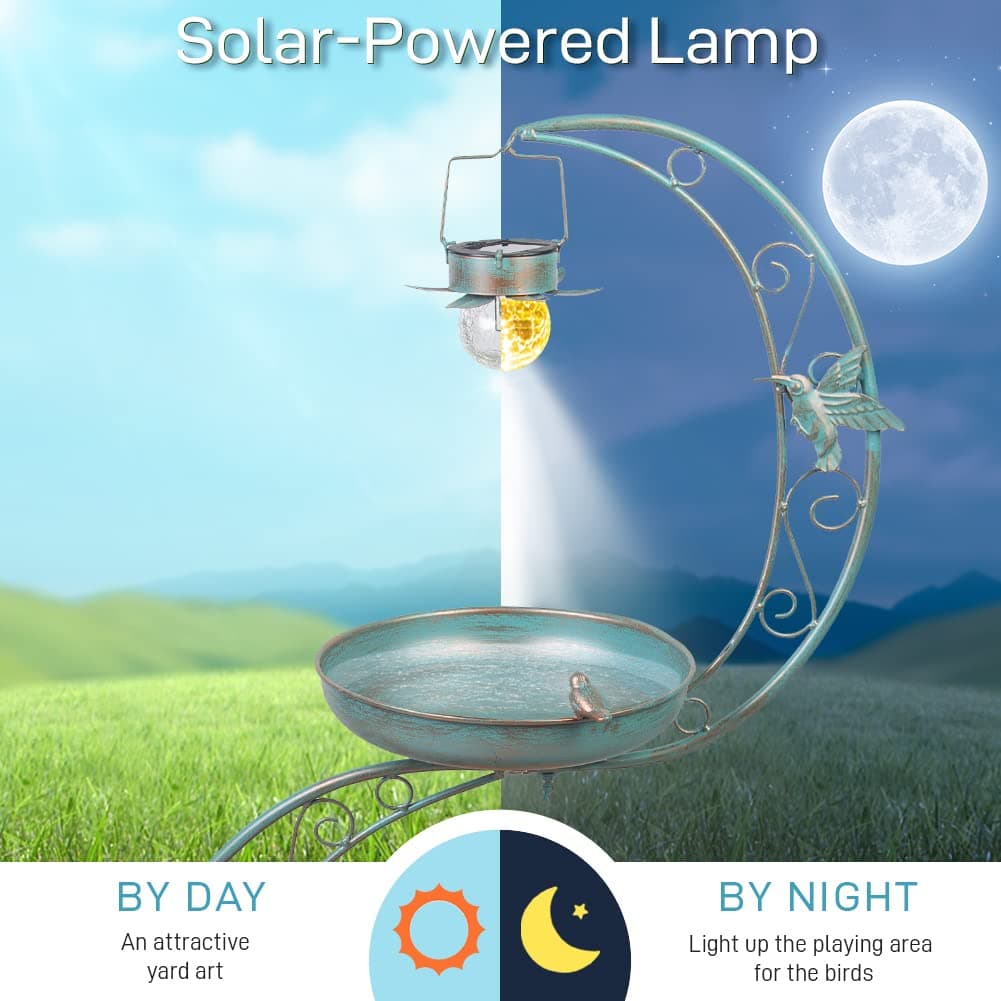 Solar-Powered Lamp
BY DAY
An attractive
yard art
BY NIGHT
Light up the playing area
for the birds